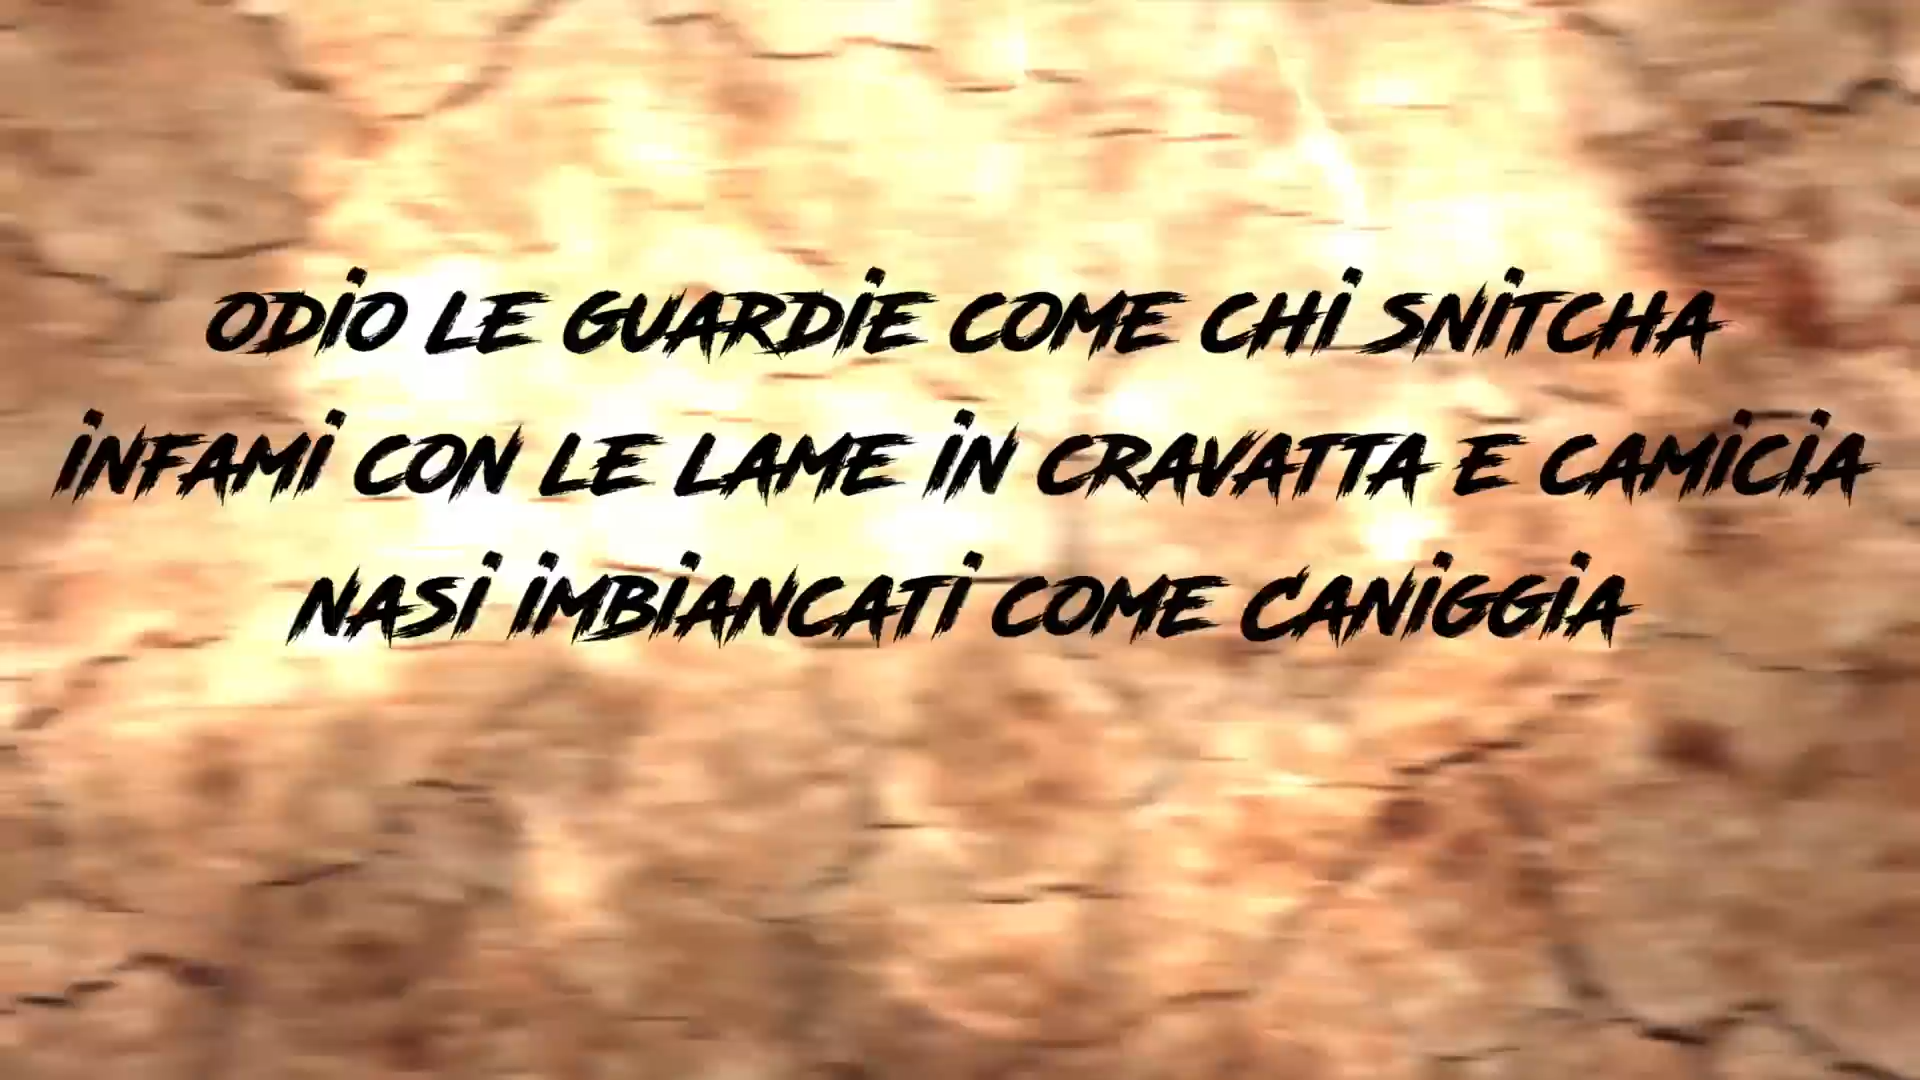 ODiO LE GUARDiE COME CHi SNiTCHA
iNFAMi CON LE LAME iN CRAVATTA E CAMiCiA
NASi iMBiANCATi COME CANiGGiA